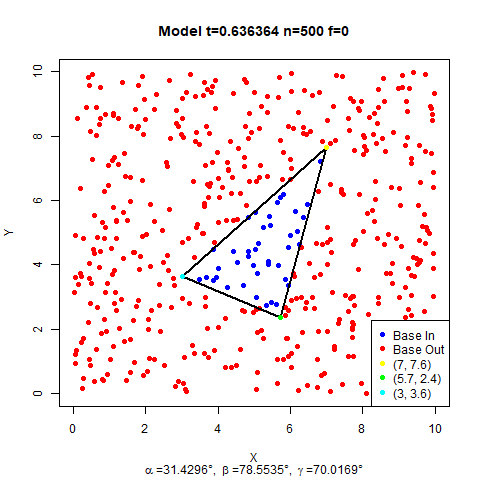 Model t=0.636364 n=500 f=0
10
8
6
4
2
0
Y
Base In
Base Out
(7, 7.6)
(5.7, 2.4)
(3, 3.6)
0 2 4 6 8 10
X
α=31.4296°, β=78.5535°, γ=70.0169°